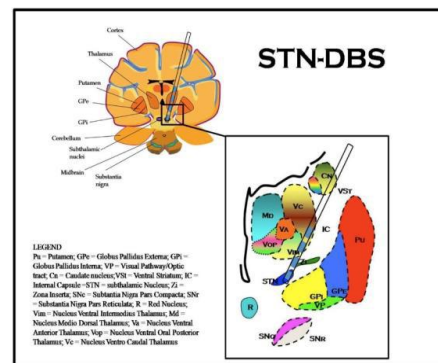 STN-DBS
Cortex
Thalamus
Putamen
GPe
GPi
Cerebellum
Subthalamic
nuclei
Midbrain
Substantia
nigra
CN
VST
MD
VC
VA
IC
VOP
Vim
PU
Zi
STN
GPi
GPe
VP
R
SNC
SNR
LEGEND
Pu = Putamen; GPe = Globus Pallidus Externa; GPi =
Globus Pallidus Interna; VP = Visual Pathway/Optic
tract; Cn = Caudate nucleus; VSt = Ventral Striatum; IC =
Internal Capsule =STN = subthalamic Nucleus; Zi =
Zona Inserta; SNc = Subtantia Nigra Pars Compacta; SNr
= Substantia Nigra Pars Reticulata; R = Red Nucleus;
Vim = Nucleus Ventral Intermedius Thalamus; Md =
Nucleus Medio Dorsal Thalamus; Va = Nucleus Ventral
Anterior Thalamus; Vop = Nucleus Ventral Oral Posterior
Thalamus; Vc = Nucleus Ventro Caudal Thalamus